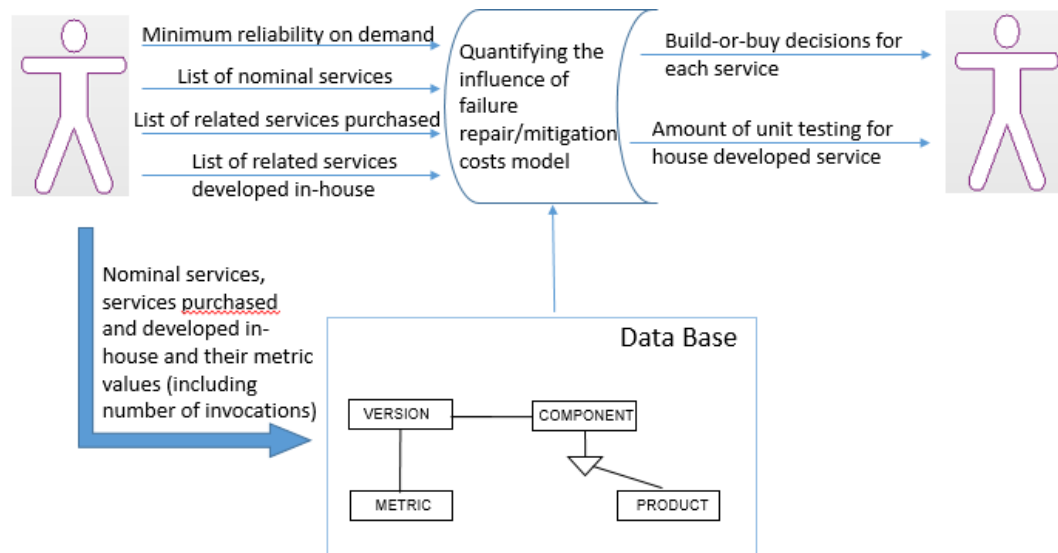 Minimum reliability on demand
List of nominal services
List of related services purchased
List of related services
developed in-house
Quantifying the
influence of
failure
repair/mitigation
costs model
Build-or-buy decisions for
each service
Amount of unit testing for
house developed service
Nominal services,
services purchased
and developed in-
house and their metric
values (including
number of invocations)
Data Base
VERSION
COMPONENT
METRIC
PRODUCT